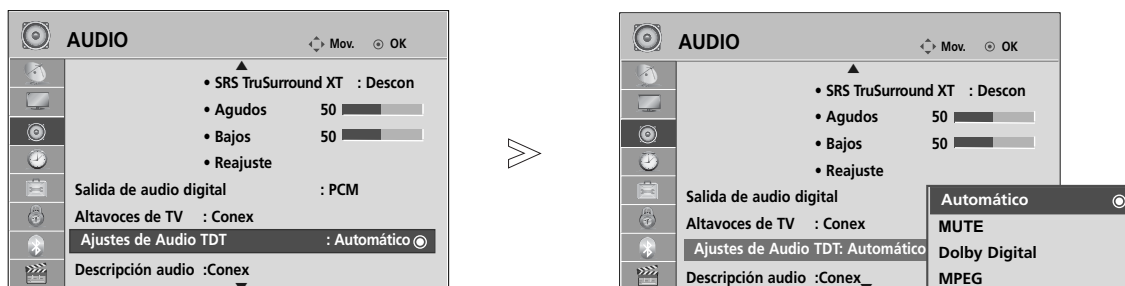 AUDIO
Mov. OK
• SRS TruSurround XT : Descon
• Agudos 50
• Bajos 50
• Reajuste
Salida de audio digital : PCM
Altavoces de TV : Conex
Ajustes de Audio TDT : Automático
Descripción audio :Conex
AUDIO
Mov. OK
• SRS TruSurround XT : Descon
• Agudos 50
• Bajos 50
• Reajuste
Salida de audio digital
Altavoces de TV : Conex
Ajustes de Audio TDT: Automático
Descripción audio :Conex
Automático
MUTE
Dolby Digital
MPEG